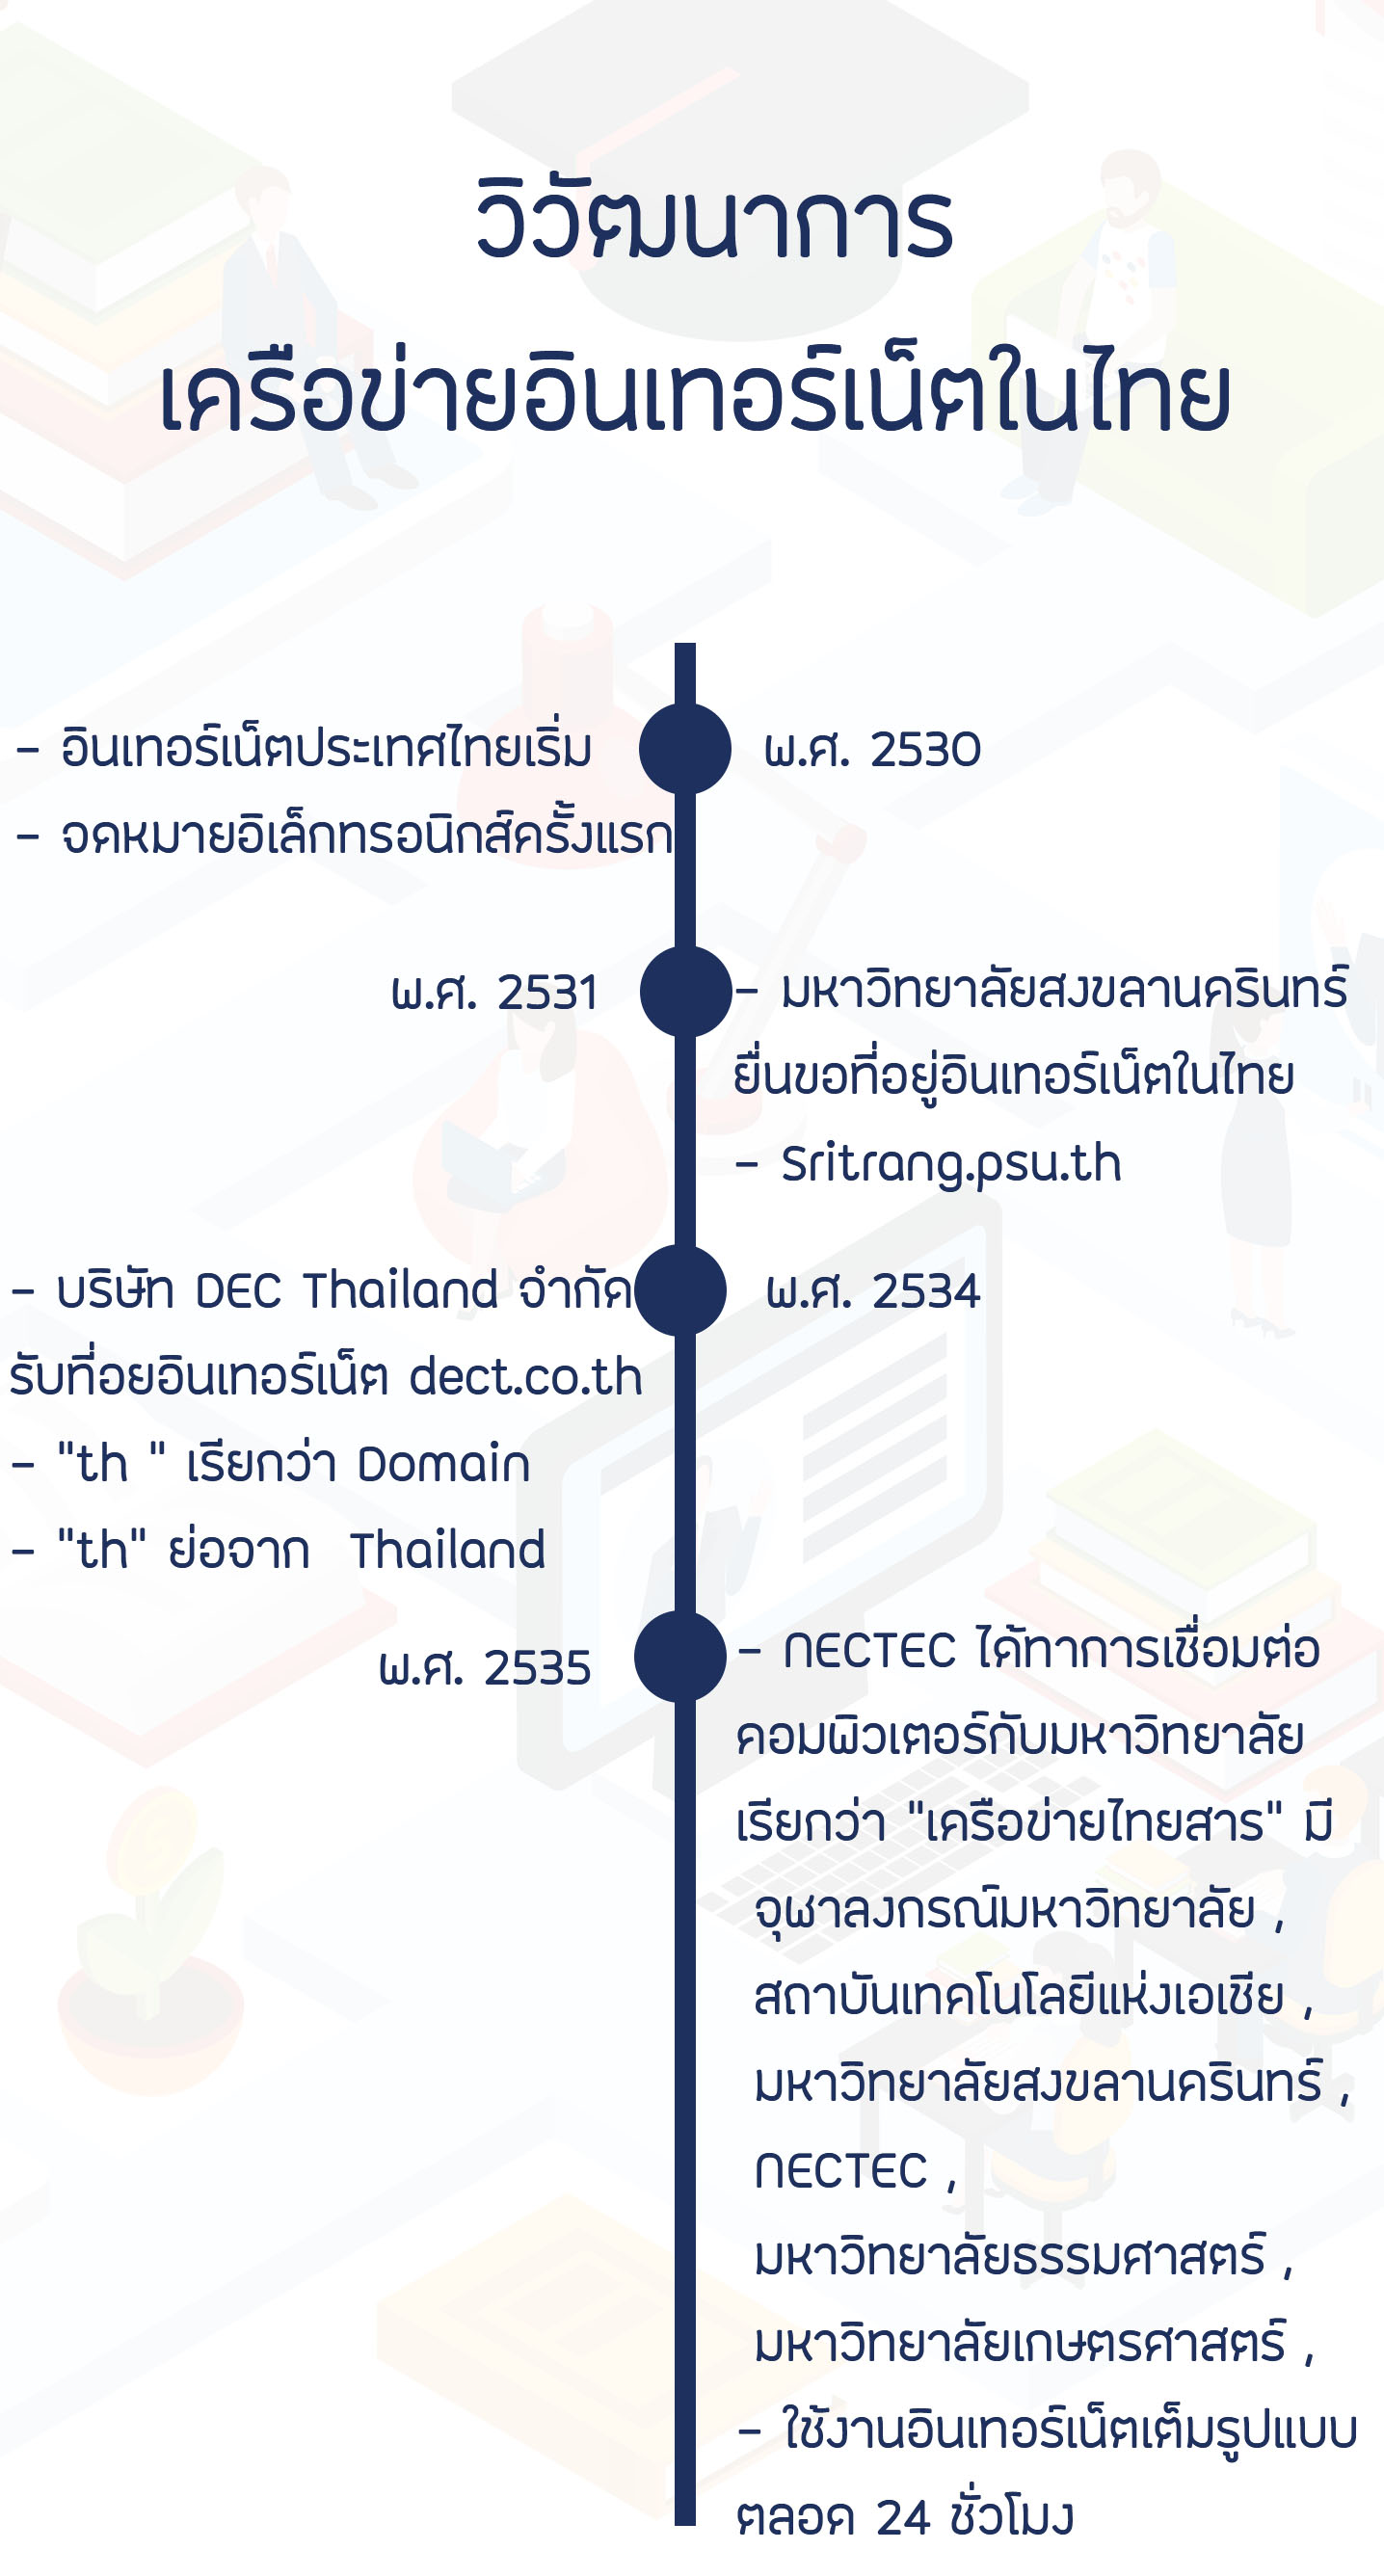 วิวัฒนาการ
เครือข่ายอินเทอร์เน็ตในไทย
- อินเทอร์เน็ตประเทศไทยเริ่ม
- จดหมายอิเล็กทรอนิกส์ครั้งแรก
พ.ศ. 2530
พ.ศ. 2531
- มหาวิทยาลัยสงขลานครินทร์
ยื่นขอที่อยู่อินเทอร์เน็ตในไทย
- Sritrang.psu.th
- บริษัท DEC Thailand จำกัด
รับที่อยอินเทอร์เน็ต dect.co.th
- "th " เรียกว่า Domain
- "th" ย่อจาก  Thailand
พ.ศ. 2534
พ.ศ. 2535
- NECTEC ได้ทาการเชื่อมต่อ
คอมพิวเตอร์กับมหาวิทยาลัย
เรียกว่า "เครือข่ายไทยสาร" มี
จุฬาลงกรณ์มหาวิทยาลัย ,
สถาบันเทคโนโลยีแห่งเอเชีย ,
มหาวิทยาลัยสงขลานครินทร์ ,
NECTEC ,
มหาวิทยาลัยธรรมศาสตร์ ,
มหาวิทยาลัยเกษตรศาสตร์ ,
- ใช้งานอินเทอร์เน็ตเต็มรูปแบบ
ตลอด 24 ชั่วโมง